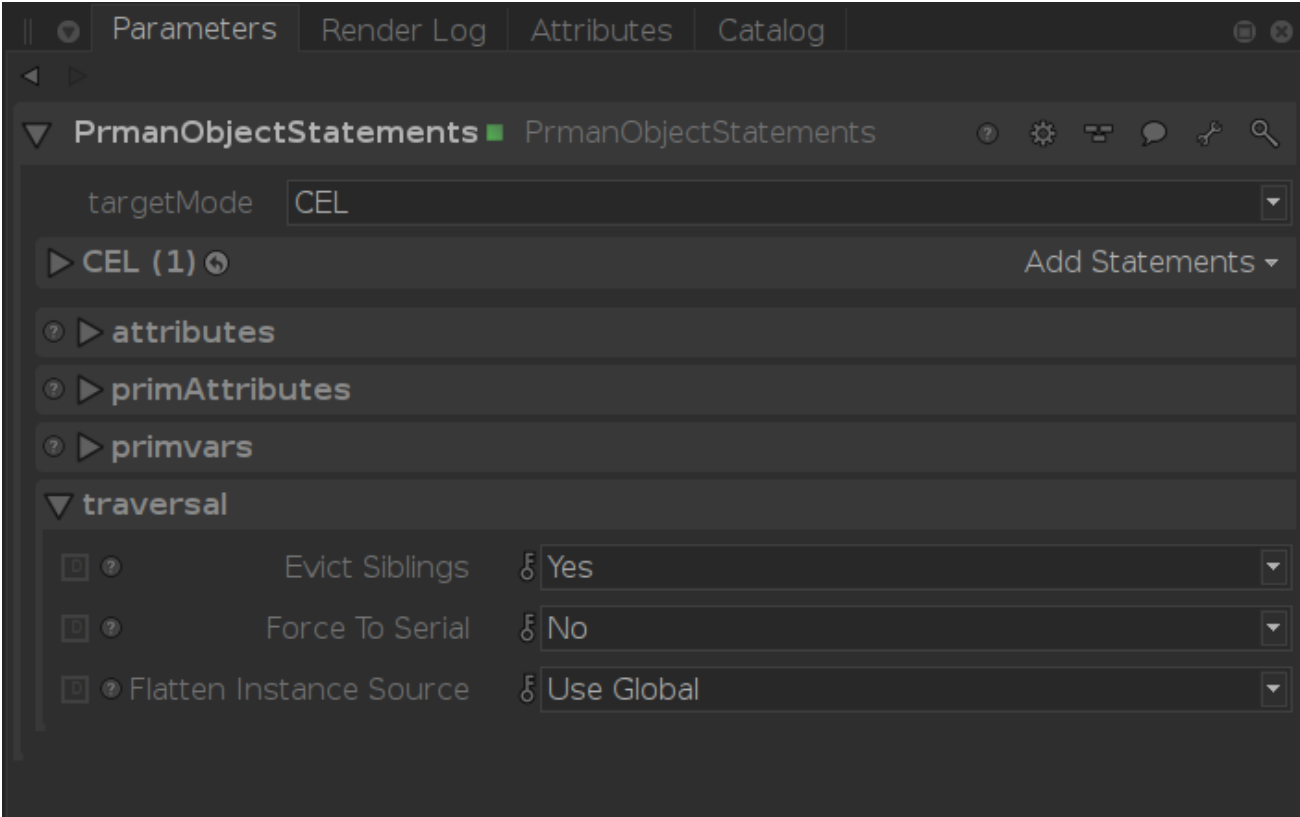 Parameters Render Log Attributes Catalog
PrmanObjectStatements PrmanObjectStatements
targetMode CEL
CEL (1) Add Statements
? attributes
? primAttributes
? primvars
traversal
D ? Evict Siblings Yes
D ? Force To Serial No
D ? Flatten Instance Source Use Global